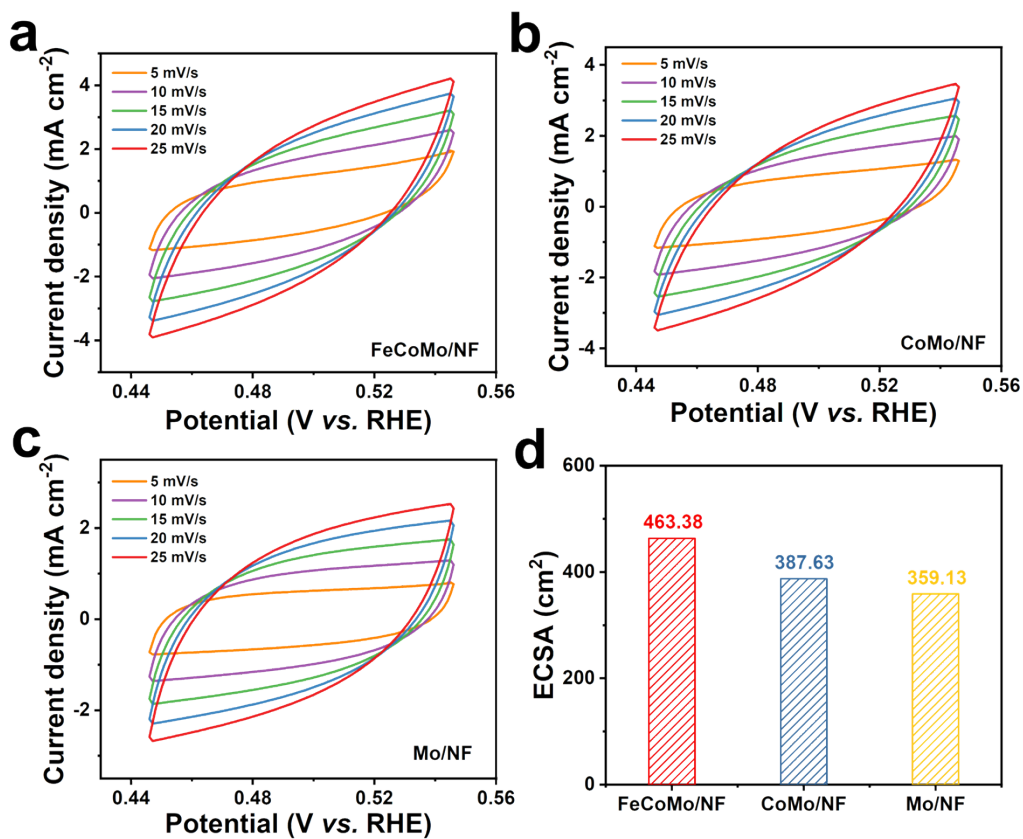 a
4
2
0
-2
-4
Current density (mA cm-2)
5 mV/s
10 mV/s
15 mV/s
20 mV/s
25 mV/s
FeCoMo/NF
0.44
0.48
0.52
0.56
Potential (V vs. RHE)
b
4
2
0
-2
-4
Current density (mA cm-2)
5 mV/s
10 mV/s
15 mV/s
20 mV/s
25 mV/s
CoMo/NF
0.44
0.48
0.52
0.56
Potential (V vs. RHE)
c
2
0
-2
Current density (mA cm-2)
5 mV/s
10 mV/s
15 mV/s
20 mV/s
25 mV/s
Mo/NF
0.44
0.48
0.52
0.56
Potential (V vs. RHE)
d
600
400
200
0
ECSA (cm2)
463.38
387.63
359.13
FeCoMo/NF
CoMo/NF
Mo/NF